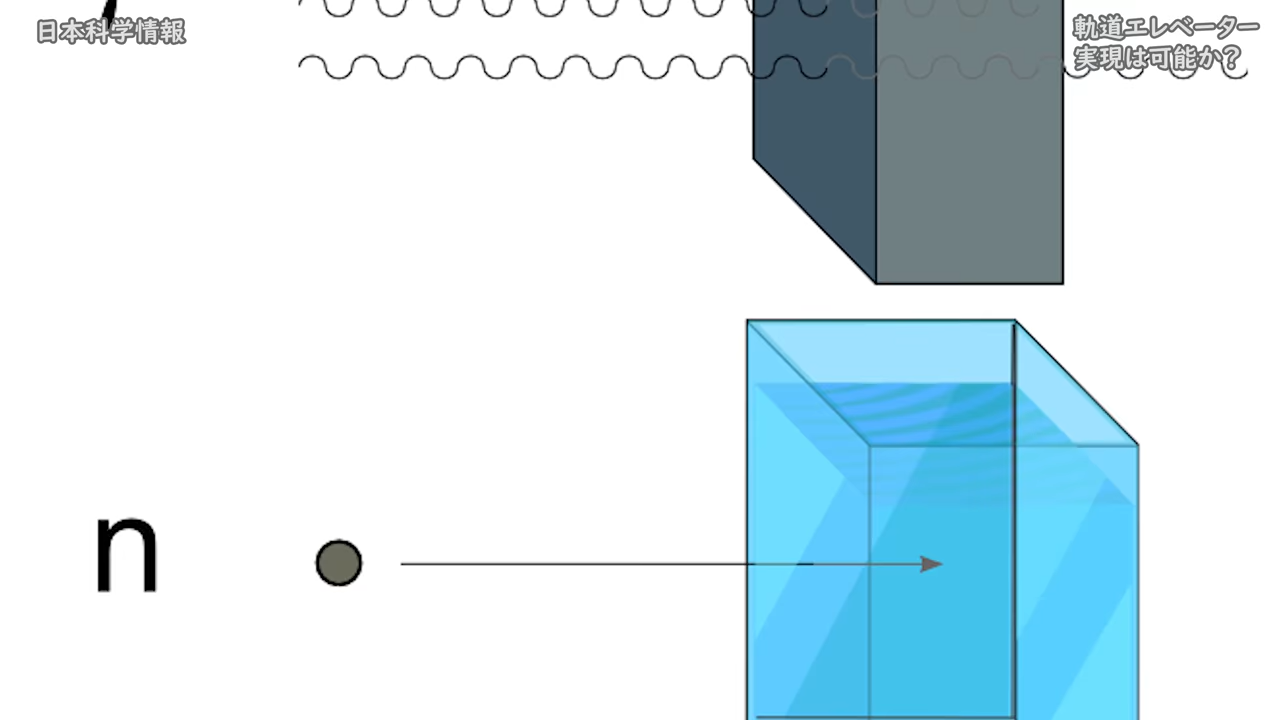 日本科学情報
軌道エレベーター
実現は可能か？
n